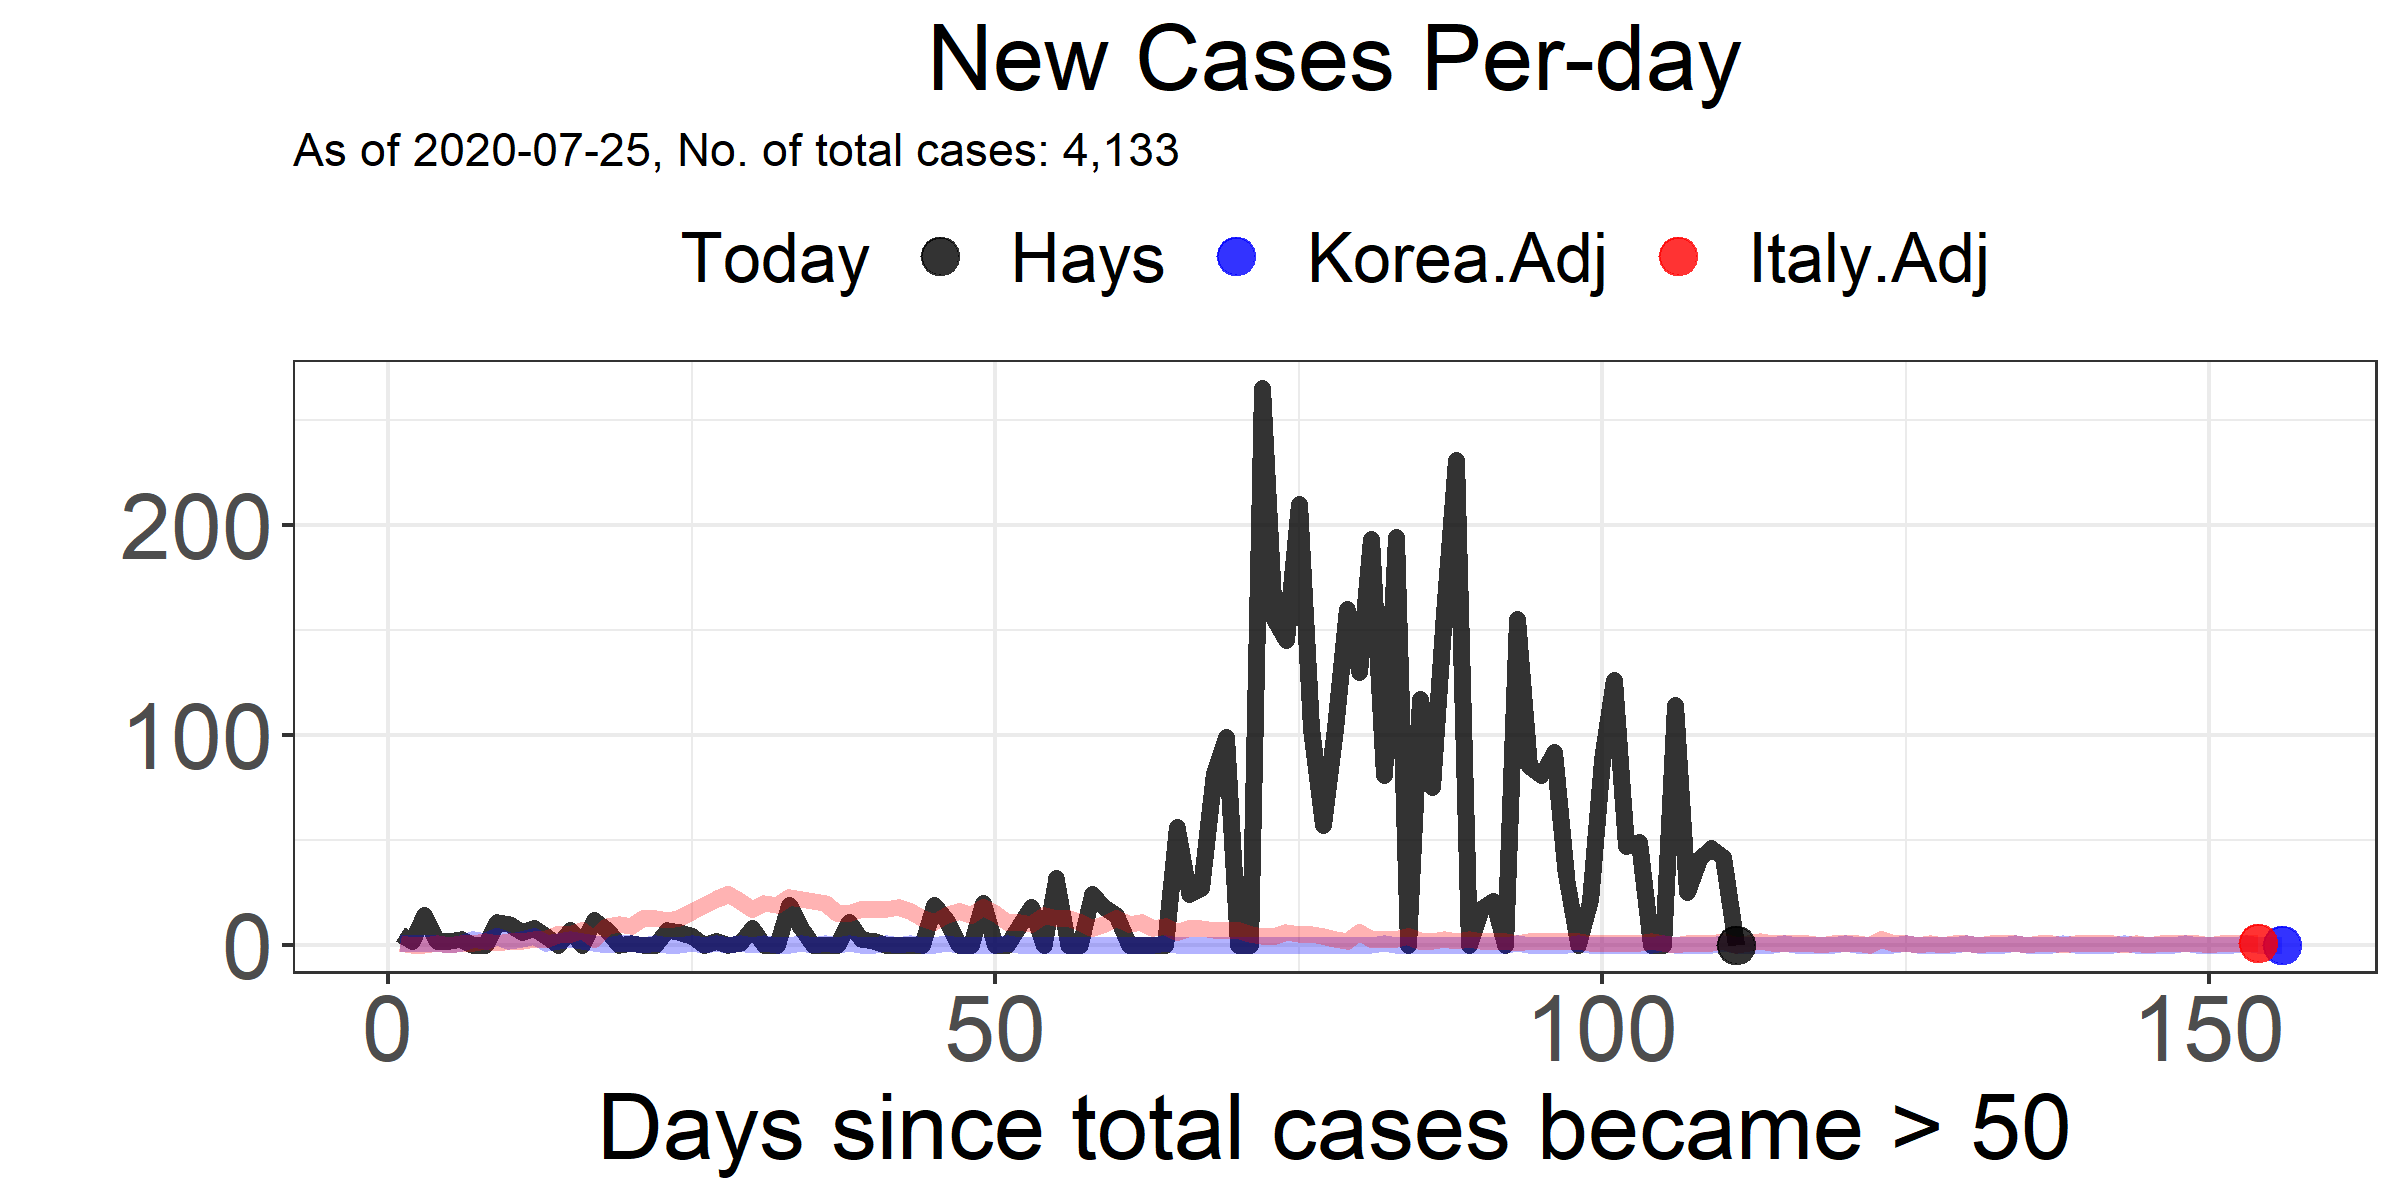 New Cases Per-day
As of 2020-07-25, No. of total cases: 4,133
Today Hays Korea.Adj Italy.Adj
200
100
0
0 50 100 150
Days since total cases became > 50